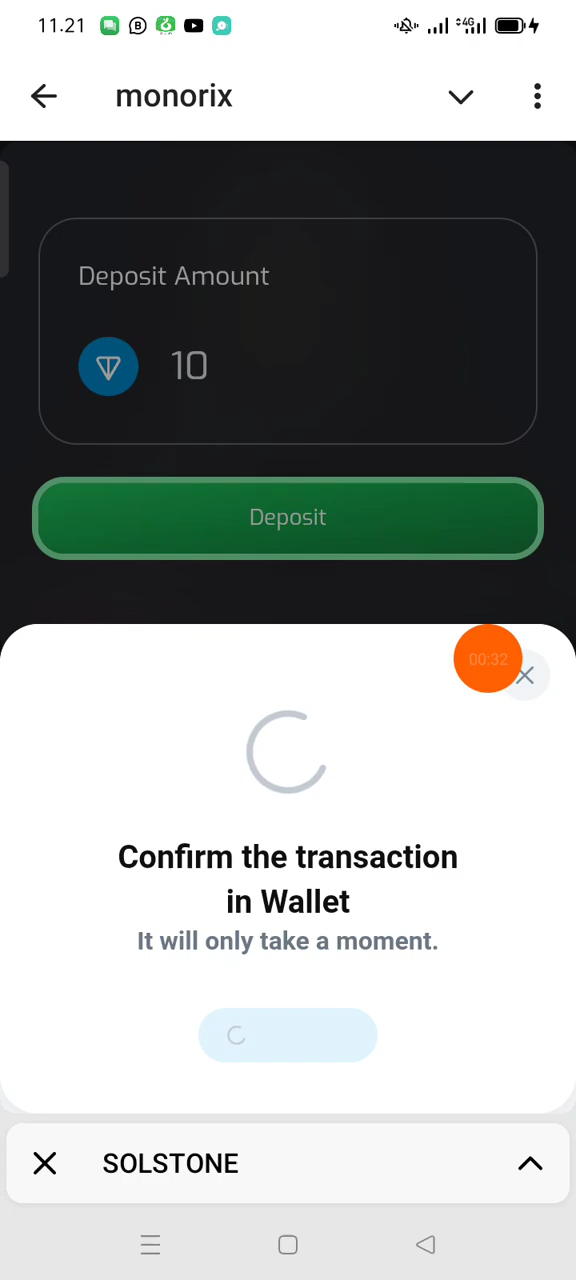 11.21
4G
monorix
Deposit Amount
10
Deposit
00:32
Confirm the transaction
in Wallet
It will only take a moment.
SOLSTONE